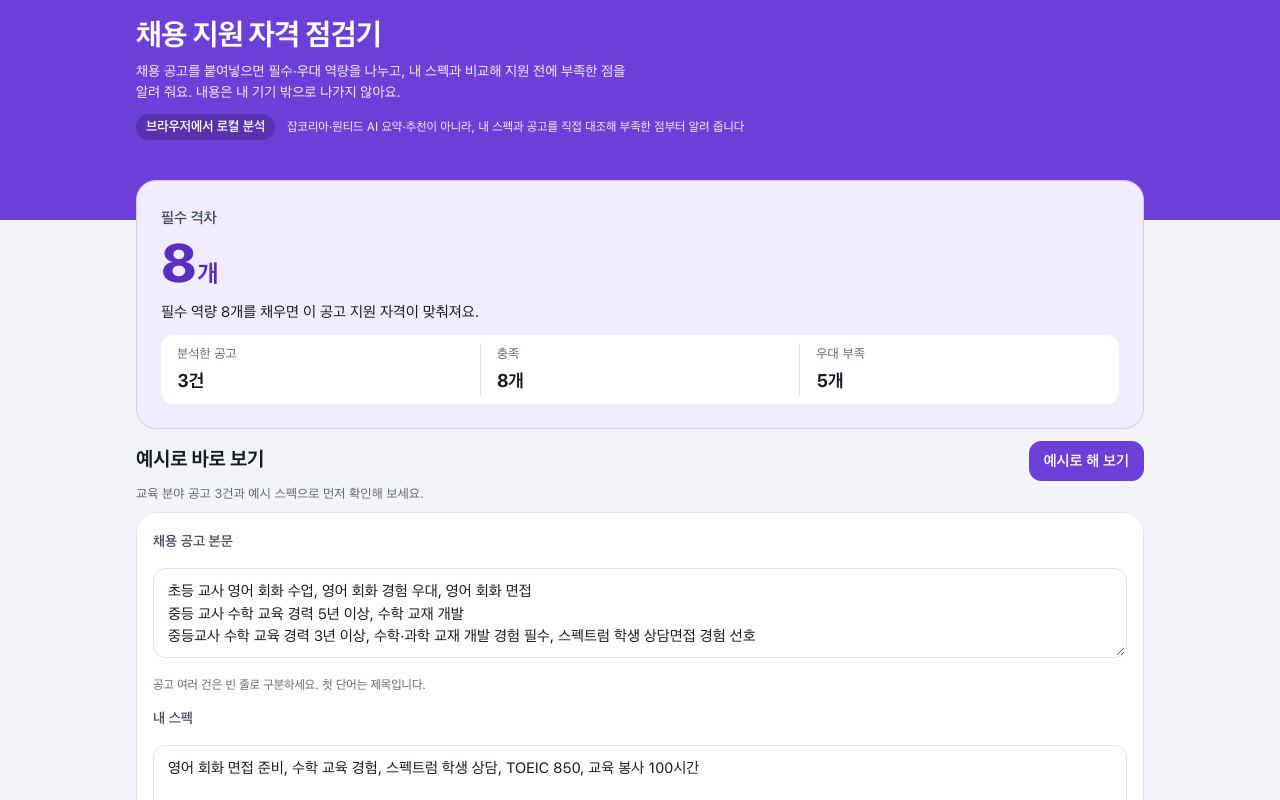 채용 지원 자격 점검기
채용 공고를 붙여넣으면 필수·우대 역량을 나누고, 내 스펙과 비교해 지원 전에 부족한 점을
알려 줘요. 내용은 내 기기 밖으로 나가지 않아요.
브라우저에서 로컬 분석
잡코리아·원티드 AI 요약·추천이 아니라, 내 스펙과 공고를 직접 대조해 부족한 점부터 알려 줍니다
필수 격차
8개
필수 역량 8개를 채우면 이 공고 지원 자격이 맞춰져요.
분석한 공고
3건
충족
8개
우대 부족
5개
예시로 바로 보기
예시로 해 보기
교육 분야 공고 3건과 예시 스펙으로 먼저 확인해 보세요.
채용 공고 본문
초등 교사 영어 회화 수업, 영어 회화 경험 우대, 영어 회화 면접
중등 교사 수학 교육 경력 5년 이상, 수학 교재 개발
중등교사 수학 교육 경력 3년 이상, 수학·과학 교재 개발 경험 필수, 스펙트럼 학생 상담면접 경험 선호
공고 여러 건은 빈 줄로 구분하세요. 첫 단어는 제목입니다.
내 스펙
영어 회화 면접 준비, 수학 교육 경험, 스펙트럼 학생 상담, TOEIC 850, 교육 봉사 100시간